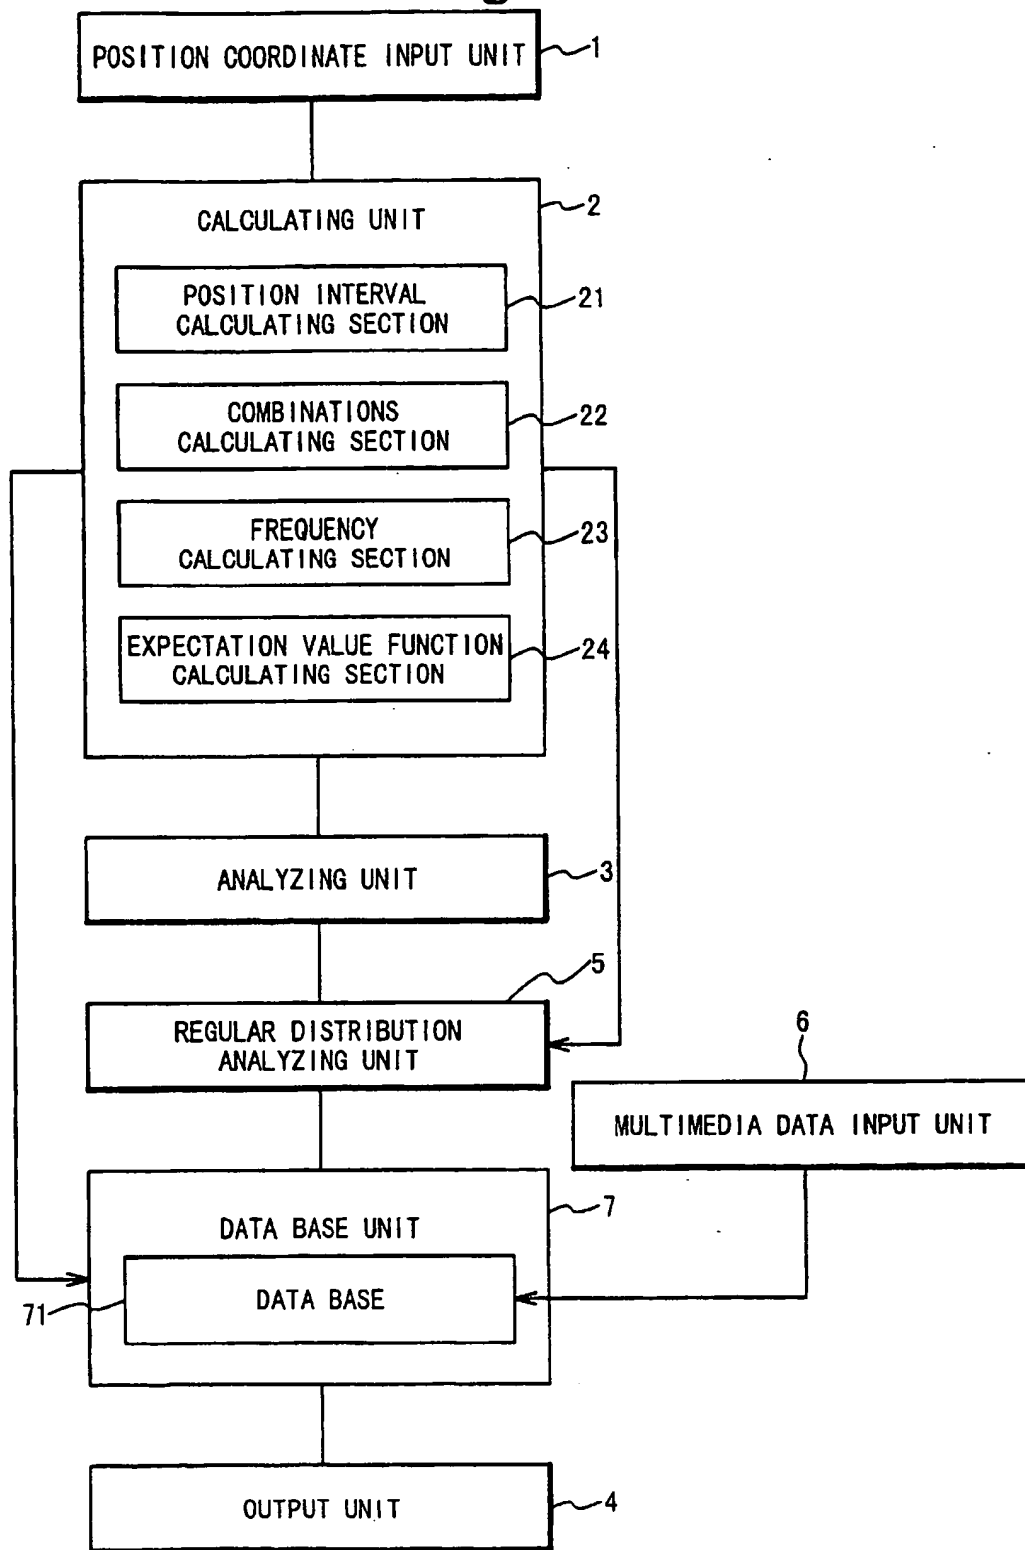 POSITION COORDINATE INPUT UNIT
1
CALCULATING UNIT
2
POSITION INTERVAL
CALCULATING SECTION
21
COMBINATIONS
CALCULATING SECTION
22
FREQUENCY
CALCULATING SECTION
23
EXPECTATION VALUE FUNCTION
CALCULATING SECTION
24
ANALYZING UNIT
3
5
REGULAR DISTRIBUTION
ANALYZING UNIT
6
MULTIMEDIA DATA INPUT UNIT
7
DATA BASE UNIT
DATA BASE
71
OUTPUT UNIT
4